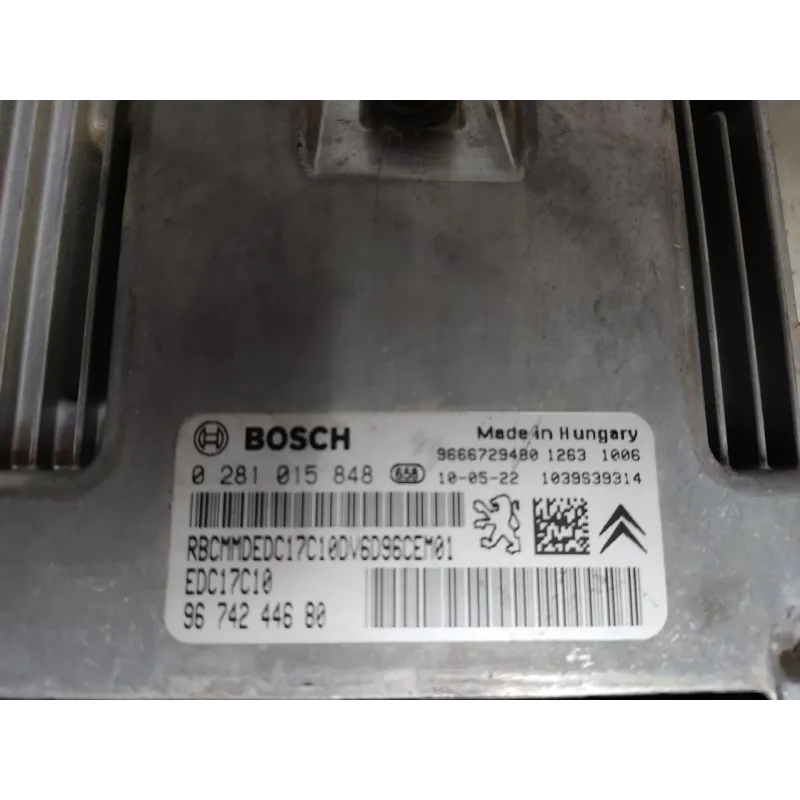 BOSCH
Made in Hungary
9666729480 1263 1006
0 281 015 848 658 10-05-22 1039S39314
RBCMMDEDC17C10DV6D96CEM01
EDC17C10
96 742 446 80